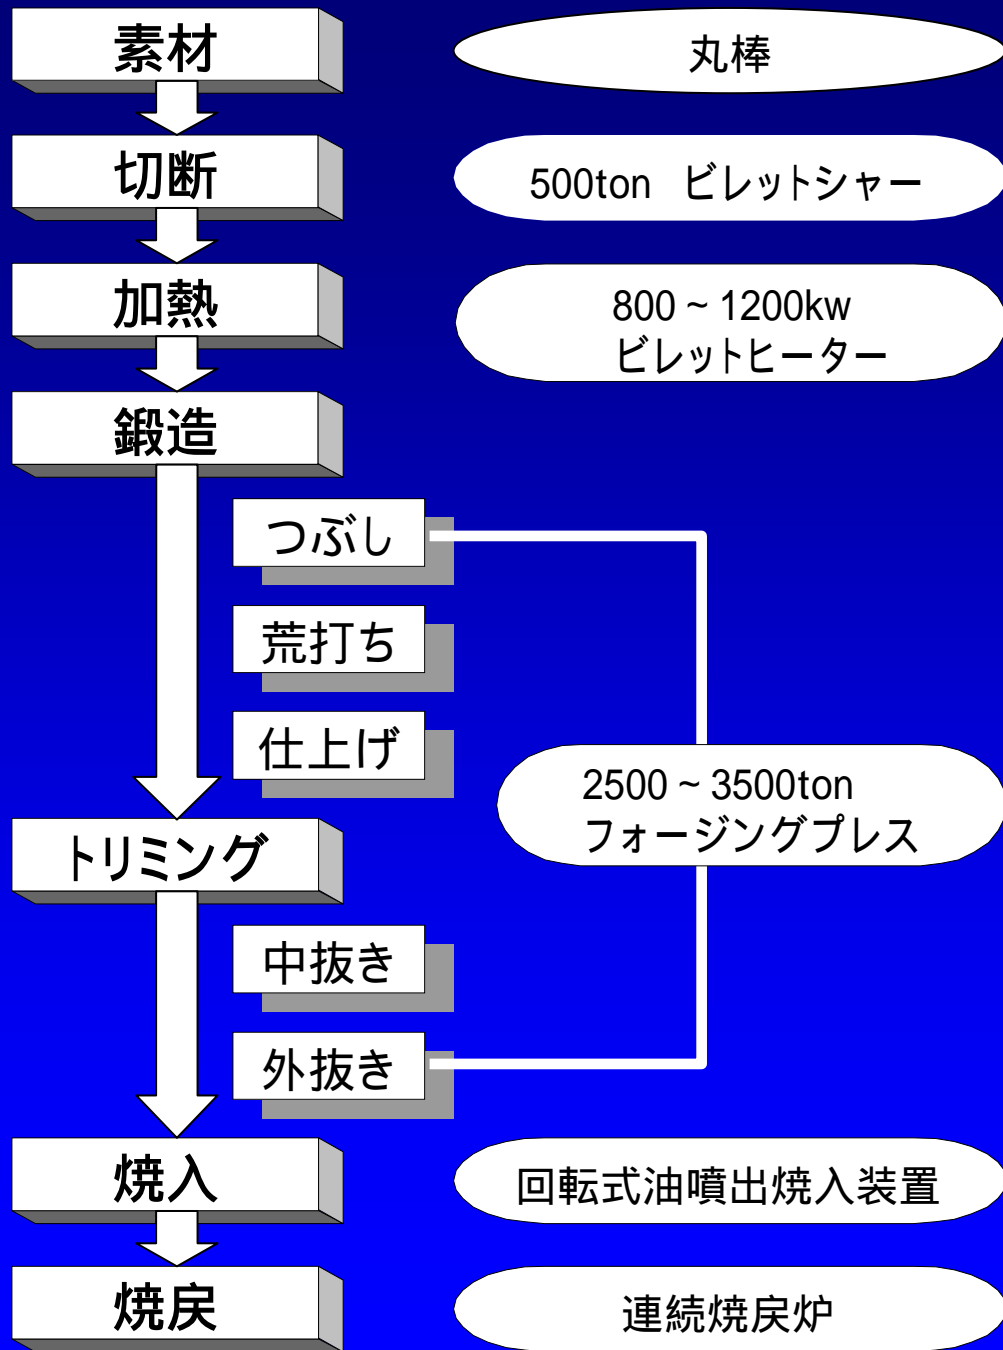 素材
丸棒
切断
500ton ビレットシャー
加熱
800 ~ 1200kw
ビレットヒーター
鍛造
つぶし
荒打ち
仕上げ
2500 ~ 3500ton
フォージングプレス
トリミング
中抜き
外抜き
焼入
回転式油噴出焼入装置
焼戻
連続焼戻炉